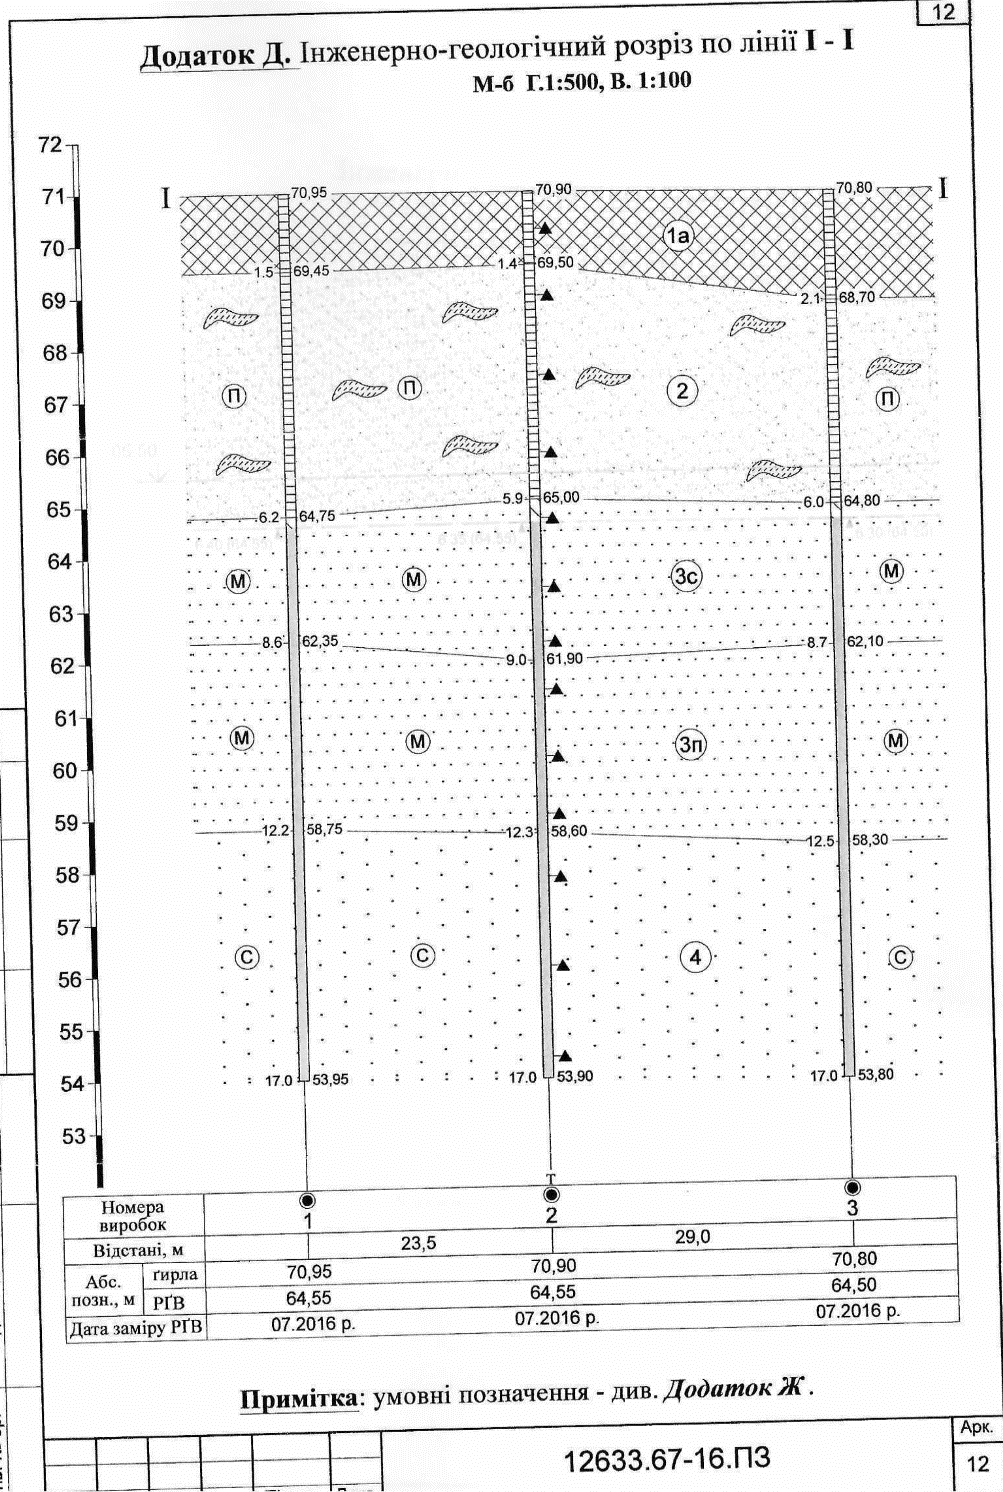 12
Додаток Д. Інженерно-геологічний розріз по лінії І - І
М-б Г.1:500, В. 1:100
72
71
70
69
68
67
66
65
64
63
62
61
60
59
58
57
56
55
54
53
І
70,95
70,90
70,80
І
1а
1.5 69,45
1.4 69,50
2.1 68,70
П
П
2
П
6.2 64,75
5.9 65,00
6.0 64,80
М
М
3с
М
8.6 62,35
9.0 61,90
8.7 62,10
М
М
3п
М
12.2 58,75
12.3 58,60
12.5 58,30
С
С
4
С
17.0 53,95
17.0 53,90
17.0 53,80
Т
Номера виробок
1
2
3
Відстані, м
23,5
29,0
Абс. позн., м
ґирла
70,95
70,90
70,80
РҐВ
64,55
64,55
64,50
Дата заміру РҐВ
07.2016 р.
07.2016 р.
07.2016 р.
Примітка: умовні позначення - див. Додаток Ж .
12633.67-16.ПЗ
Арк.
12